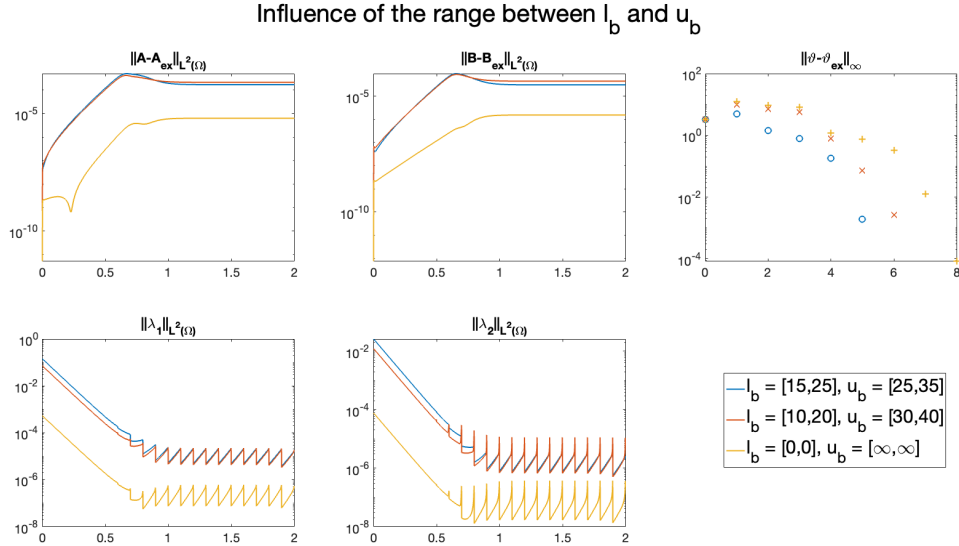 Influence of the range between l_b and u_b
‖A-A_ex‖_L²(Ω)
10^-5
10^-10
0 0.5 1 1.5 2
‖B-B_ex‖_L²(Ω)
10^-5
10^-10
0 0.5 1 1.5 2
‖ϑ-ϑ_ex‖_∞
10^2
10^0
10^-2
10^-4
0 2 4 6 8
‖λ_1‖_L²(Ω)
10^0
10^-2
10^-4
10^-6
10^-8
0 0.5 1 1.5 2
‖λ_2‖_L²(Ω)
10^-2
10^-4
10^-6
10^-8
0 0.5 1 1.5 2
l_b = [15,25], u_b = [25,35]
l_b = [10,20], u_b = [30,40]
l_b = [0,0], u_b = [∞,∞]